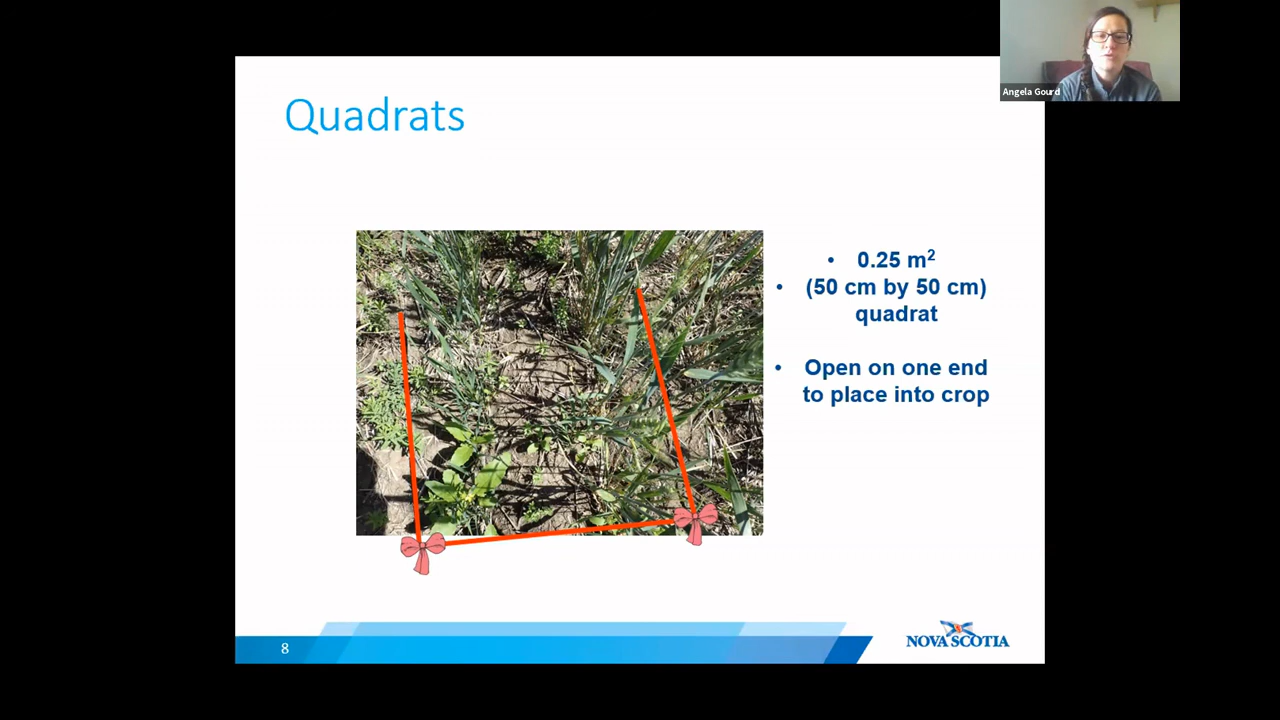 Angela Gourd
Quadrats
• 0.25 m²
• (50 cm by 50 cm)
quadrat
• Open on one end
to place into crop
8
NOVA SCOTIA